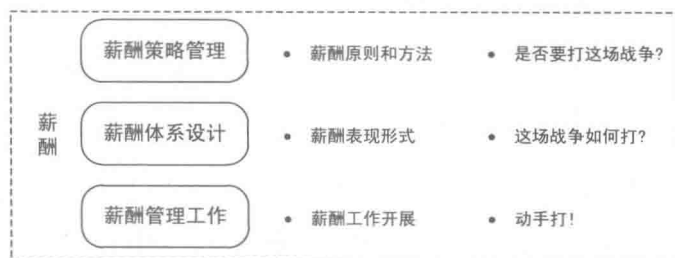 薪酬
薪酬策略管理 • 薪酬原则和方法 • 是否要打这场战争?
薪酬体系设计 • 薪酬表现形式 • 这场战争如何打?
薪酬管理工作 • 薪酬工作开展 • 动手打!